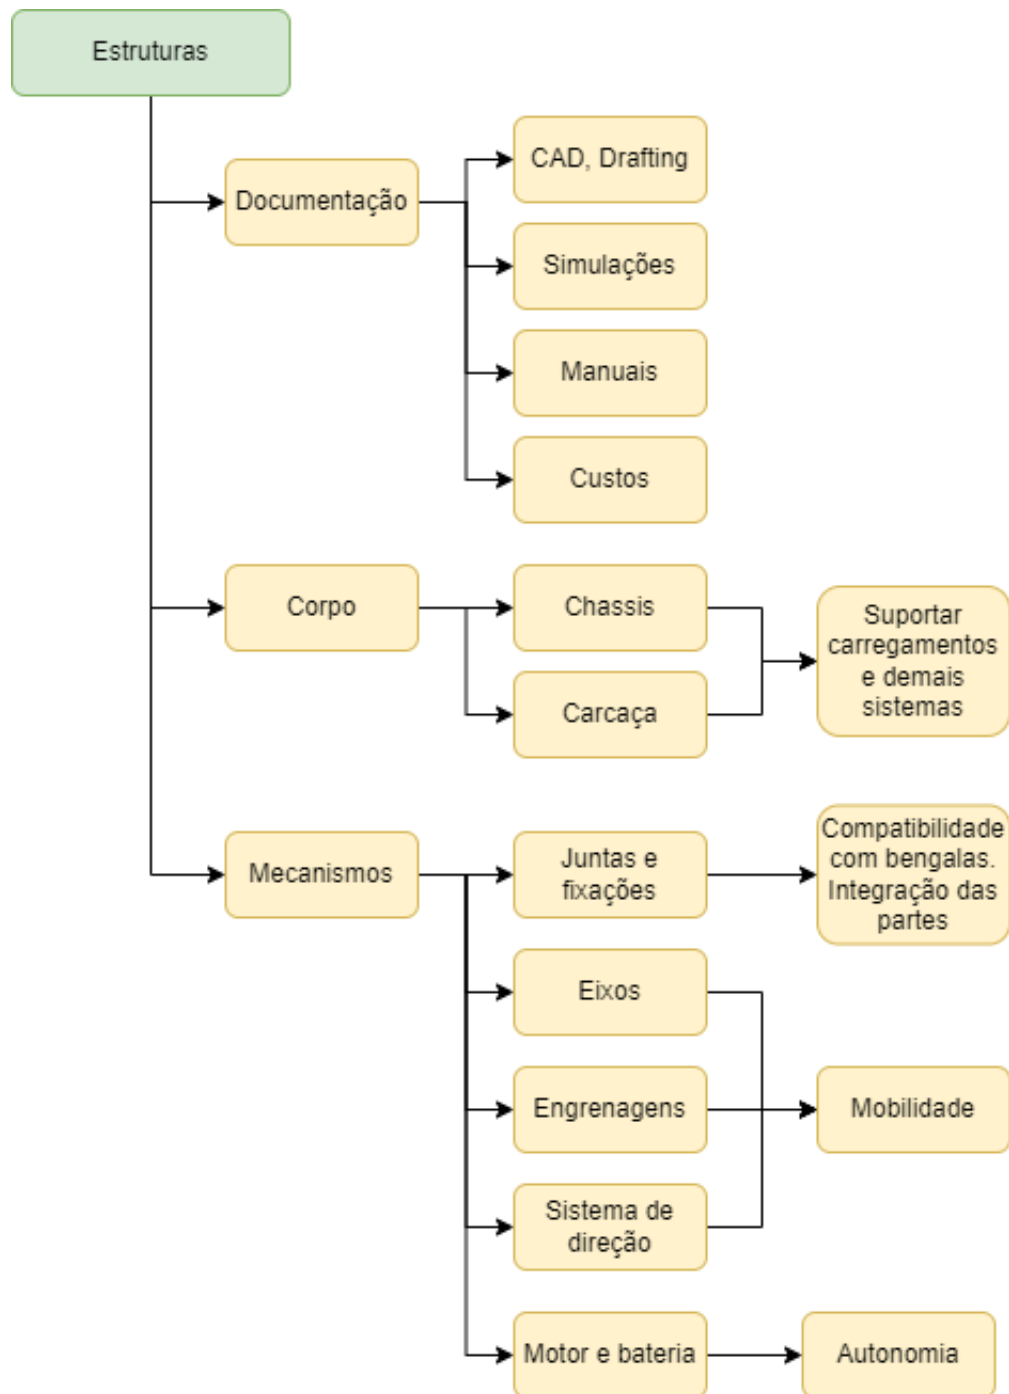 Estruturas
Documentação
CAD, Drafting
Simulações
Manuais
Custos
Corpo
Chassis
Carcaça
Suportar
carregamentos
e demais
sistemas
Mecanismos
Juntas e
fixações
Compatibilidade
com bengalas.
Integração das
partes
Eixos
Engrenagens
Mobilidade
Sistema de
direção
Motor e bateria
Autonomia